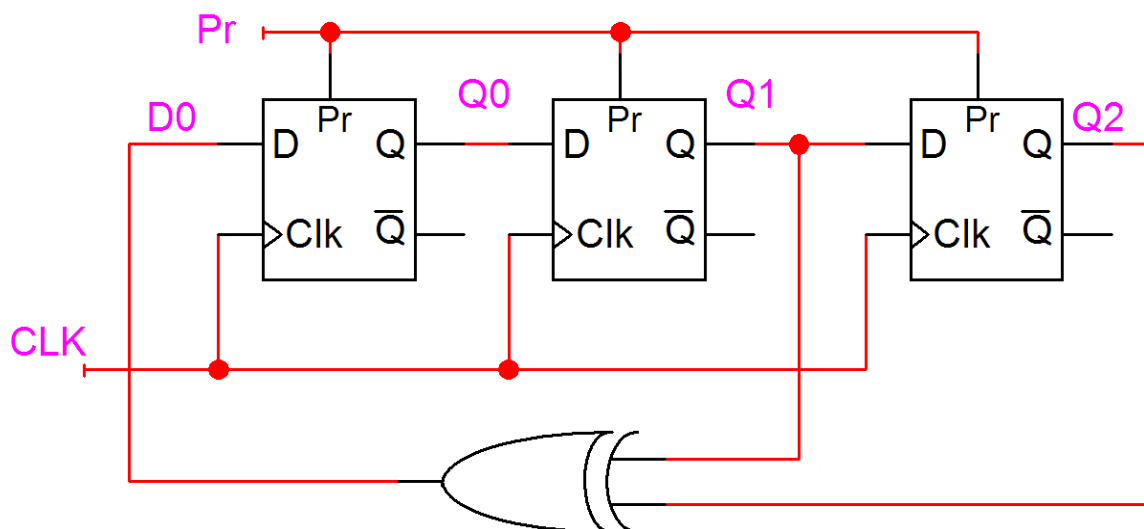 Pr
Pr Pr Pr
D0 Q0 Q1 Q2
D Q D Q D Q
Clk Q̅ Clk Q̅ Clk Q̅
CLK